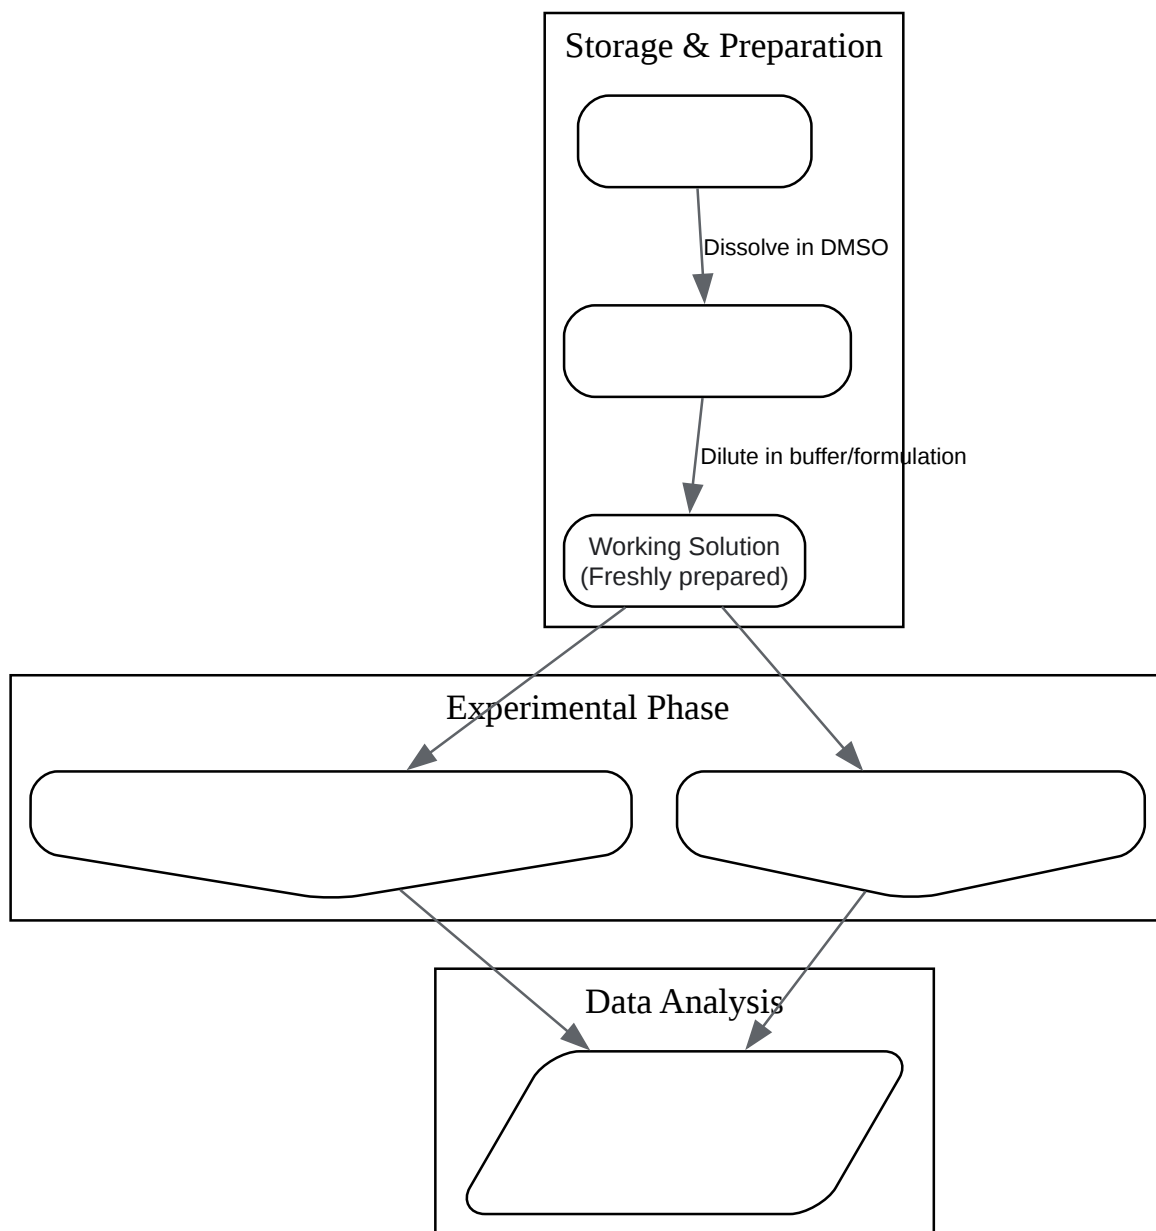 Storage & Preparation
Dissolve in DMSO
Dilute in buffer/formulation
Working Solution
(Freshly prepared)
Experimental Phase
Data Analysis